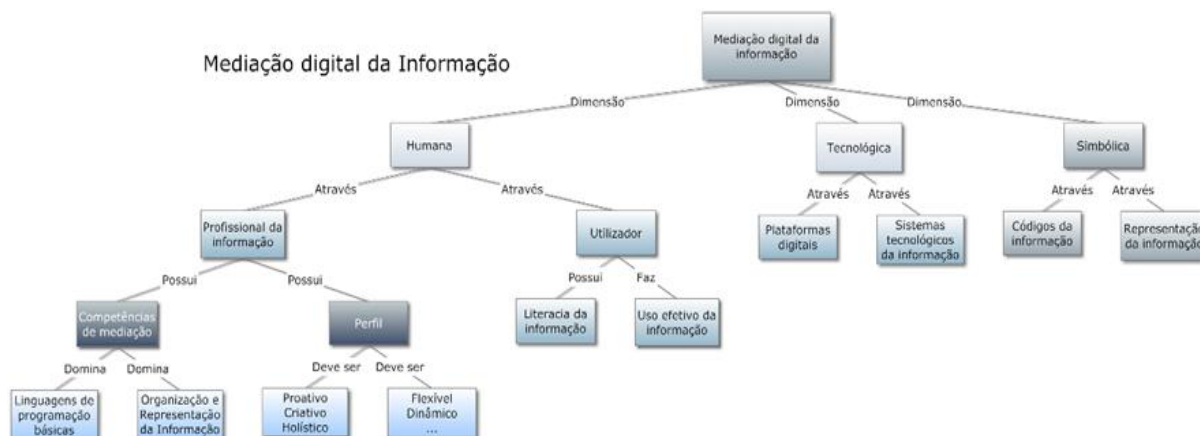 Mediação digital da Informação
Mediação digital da
informação
Dimensão
Dimensão
Dimensão
Humana
Tecnológica
Simbólica
Através
Através
Através
Através
Através
Através
Profissional da
informação
Utilizador
Plataformas
digitais
Sistemas
tecnológicos
da informação
Códigos da
informação
Representação
da informação
Possui
Possui
Possui
Faz
Competências
de mediação
Perfil
Literacia da
informação
Uso efetivo da
informação
Domina
Domina
Deve ser
Deve ser
Linguagens de
programação
básicas
Organização e
Representação
da Informação
Proativo
Criativo
Holístico
Flexível
Dinâmico
...